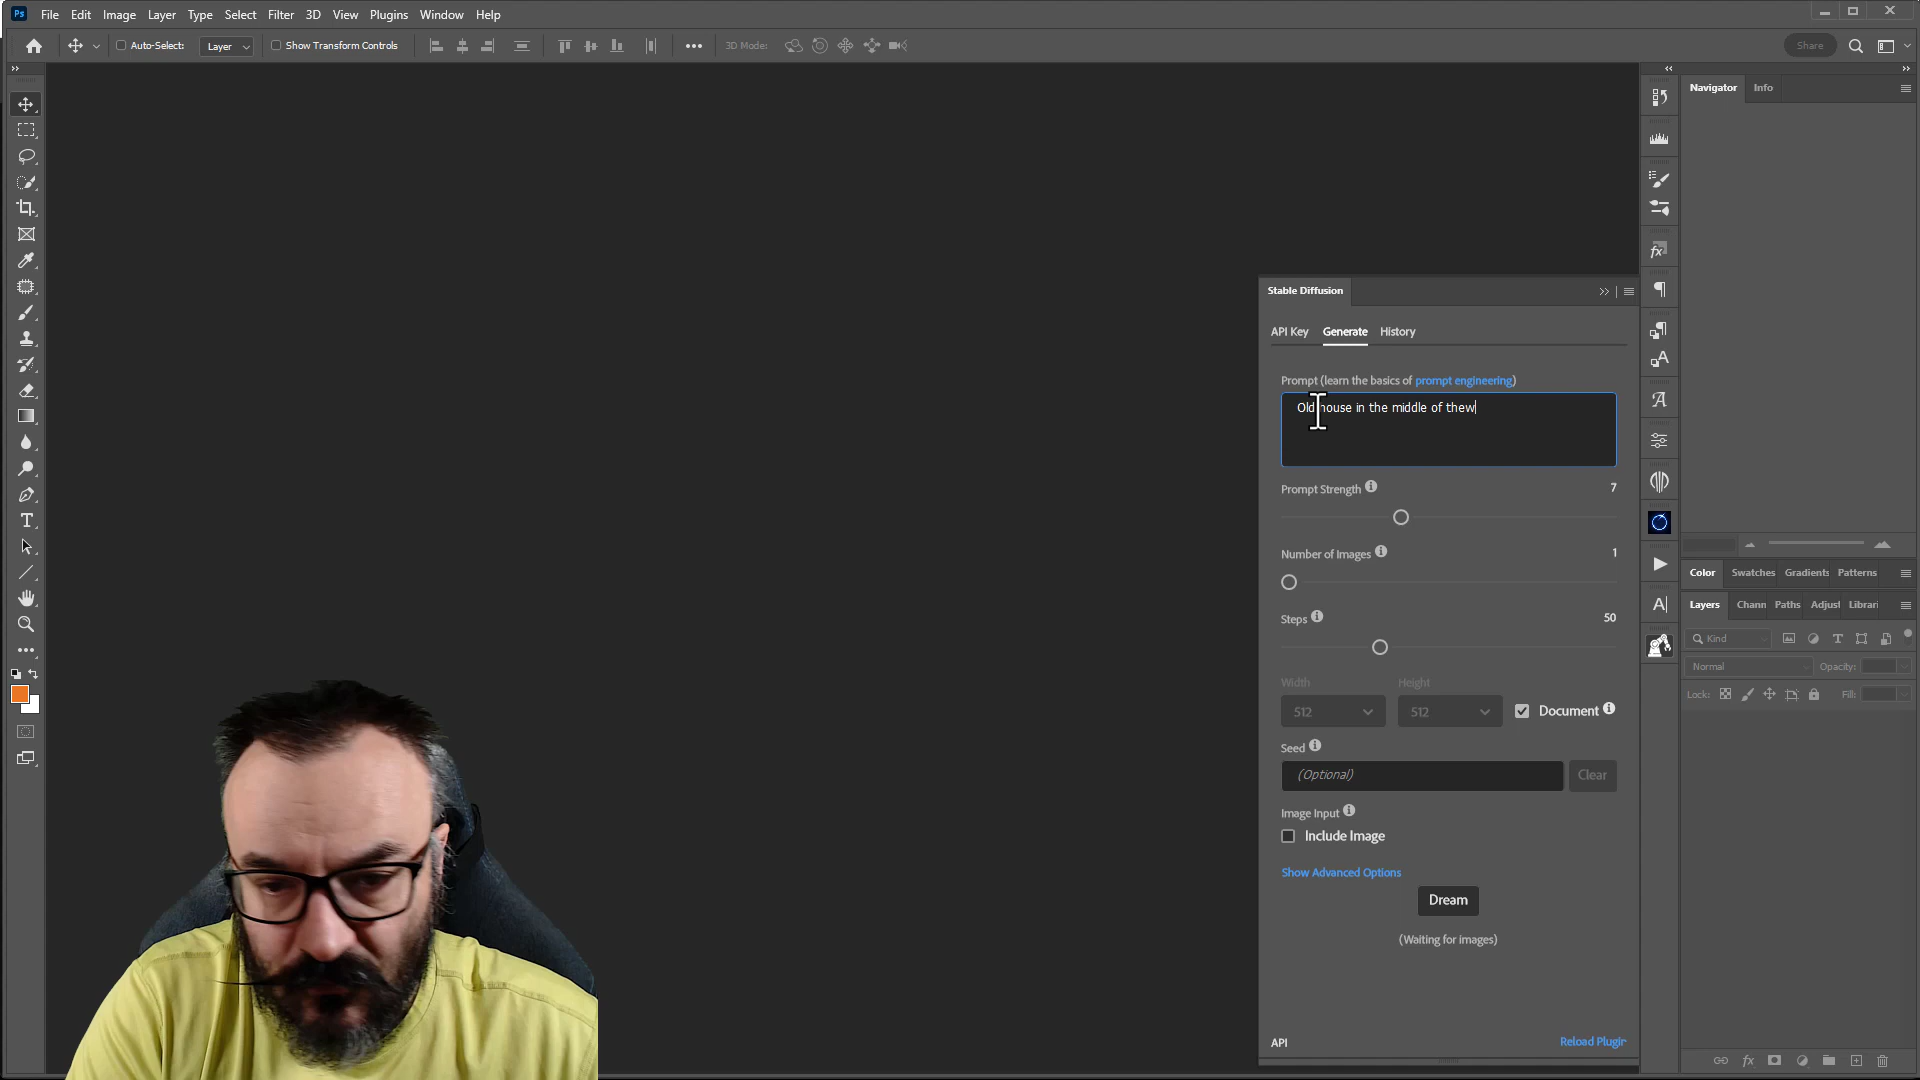 Ps File Edit Image Layer Type Select Filter 3D View Plugins Window Help
Auto-Select: Layer Show Transform Controls 3D Mode: Share
Navigator Info
Stable Diffusion
API Key Generate History
Prompt (learn the basics of prompt engineering)
Old house in the middle of thew
Prompt Strength 7
Number of Images 1
Steps 50
Width Height
512 512 Document
Seed
(Optional) Clear
Image Input
Include Image
Show Advanced Options
Dream
(Waiting for images)
API Reload Plugin
Color Swatches Gradients Patterns
Layers Chann Paths Adjust Librari
Kind
Normal Opacity:
Lock: Fill: